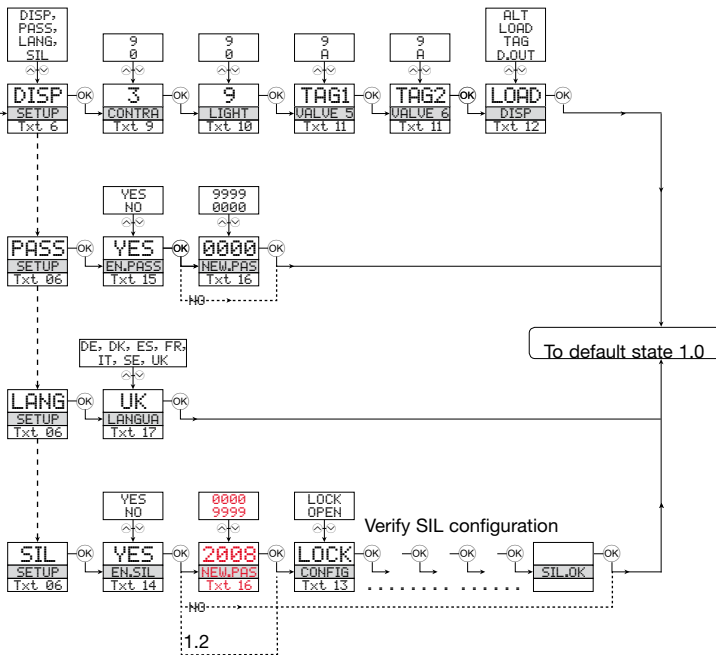 DISP,
PASS,
LANG,
SIL
9
0
9
0
9
A
9
A
ALT
LOAD
TAG
D.OUT
DISP
SETUP
Txt 6
OK
3
CONTRA
Txt 9
OK
9
LIGHT
Txt 10
OK
TAG1
VALVE 5
Txt 11
OK
TAG2
VALVE 6
Txt 11
OK
LOAD
DISP
Txt 12
OK
YES
NO
9999
0000
PASS
SETUP
Txt 06
OK
YES
EN.PASS
Txt 15
OK
0000
NEW.PAS
Txt 16
OK
NO
To default state 1.0
DE, DK, ES, FR,
IT, SE, UK
LANG
SETUP
Txt 06
OK
UK
LANGUA
Txt 17
OK
YES
NO
0000
9999
LOCK
OPEN
Verify SIL configuration
SIL
SETUP
Txt 06
OK
YES
EN.SIL
Txt 14
OK
2008
NEW.PAS
Txt 16
OK
LOCK
CONFIG
Txt 13
OK
OK
OK
OK
SIL.OK
OK
NO
1.2